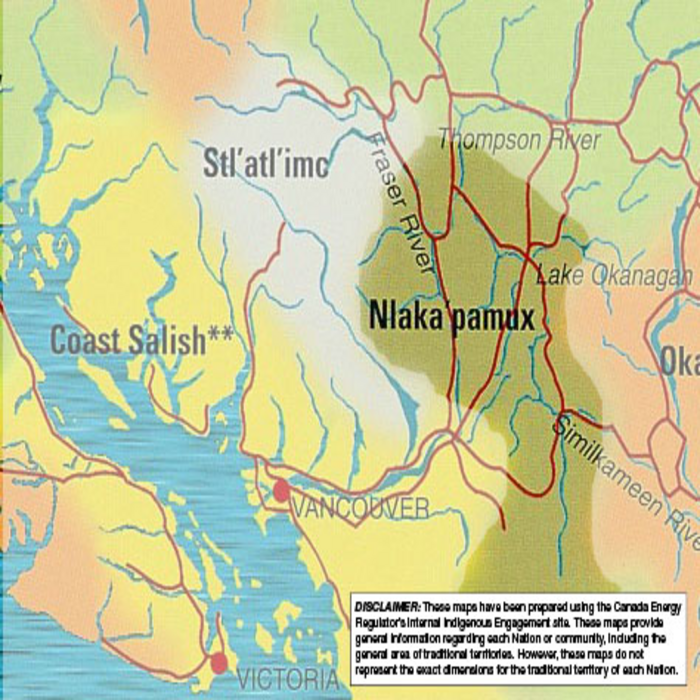 Thompson River
Stl'atl'imc
Fraser River
Lake Okanagan
Nlaka'pamux
Coast Salish**
Oka
Similkameen Rive
VANCOUVER
DISCLAIMER: These maps have been prepared using the Canada Energy
Regulator's internal Indigenous Engagement site. These maps provide
general information regarding each Nation or community, including the
general area of traditional territories. However, these maps do not
represent the exact dimensions for the traditional territory of each Nation.
VICTORIA